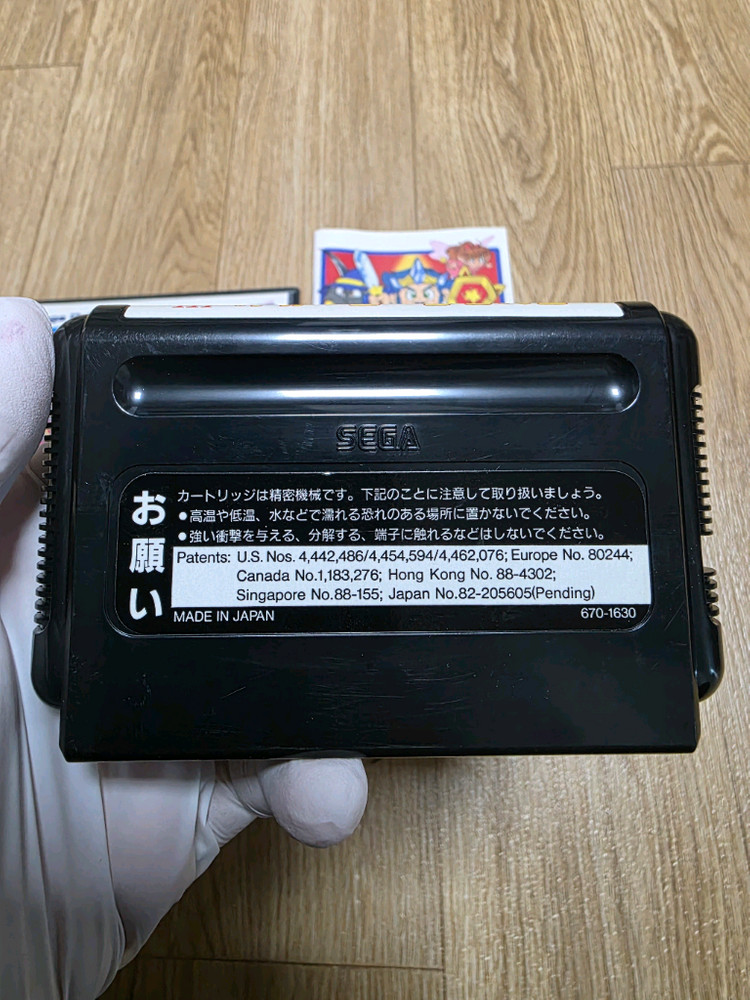 SEGA
お願い
カートリッジは精密機械です。下記のことに注意して取り扱いましょう。
●高温や低温、水などで濡れる恐れのある場所に置かないでください。
●強い衝撃を与える、分解する、端子に触れるなどはしないでください。
Patents: U.S. Nos. 4,442,486/4,454,594/4,462,076; Europe No. 80244;
Canada No.1,183,276; Hong Kong No. 88-4302;
Singapore No.88-155; Japan No.82-205605(Pending)
MADE IN JAPAN 670-1630